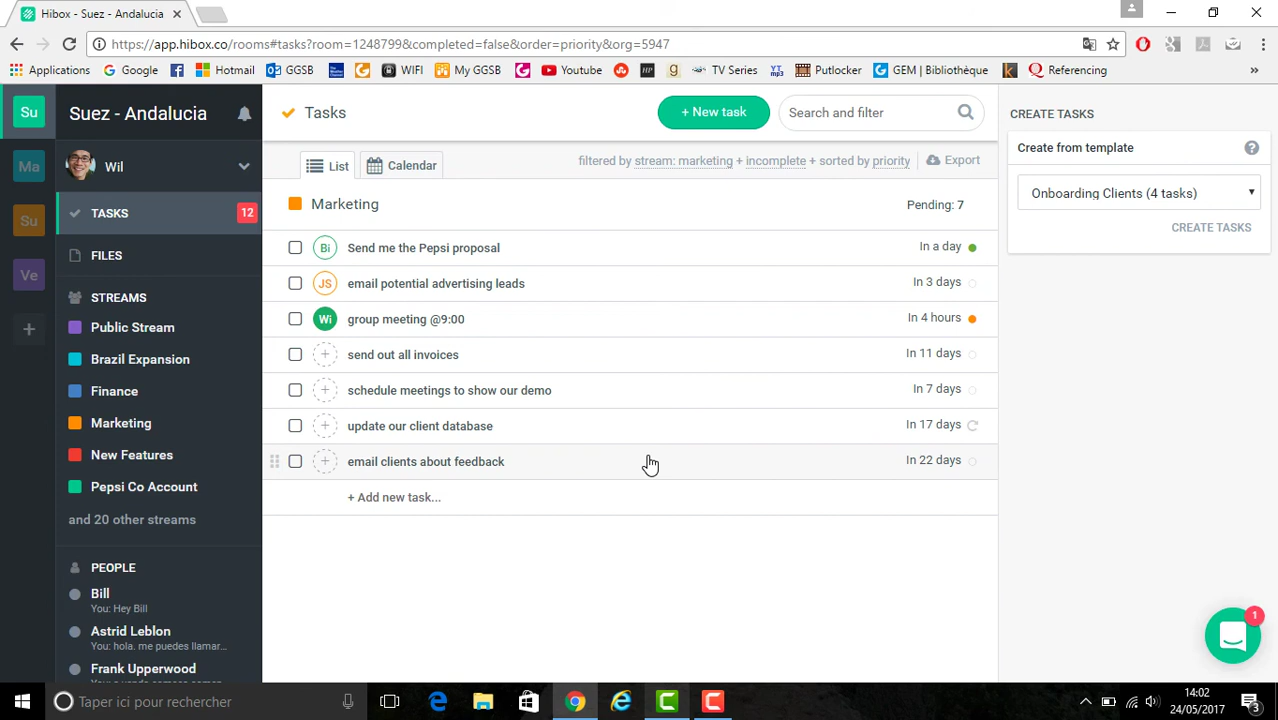 Hibox - Suez - Andalucia
https://app.hibox.co/rooms#tasks?room=1248799&completed=false&order=priority&org=5947
Applications Google Hotmail GGSB WIFI My GGSB Youtube TV Series Putlocker GEM | Bibliothèque Referencing »
Su
Ma
Su
Ve
+
Suez - Andalucia
Wil
TASKS 12
FILES
STREAMS
Public Stream
Brazil Expansion
Finance
Marketing
New Features
Pepsi Co Account
and 20 other streams
PEOPLE
Bill
You: Hey Bill
Astrid Leblon
You: hola. me puedes llamar...
Frank Upperwood
Tasks + New task Search and filter
List Calendar filtered by stream: marketing + incomplete + sorted by priority Export
Marketing Pending: 7
Bi Send me the Pepsi proposal In a day
JS email potential advertising leads In 3 days
Wi group meeting @9:00 In 4 hours
+ send out all invoices In 11 days
+ schedule meetings to show our demo In 7 days
+ update our client database In 17 days
+ email clients about feedback In 22 days
+ Add new task...
CREATE TASKS
Create from template ?
Onboarding Clients (4 tasks)
CREATE TASKS
1
Taper ici pour rechercher
14:02
24/05/2017
3